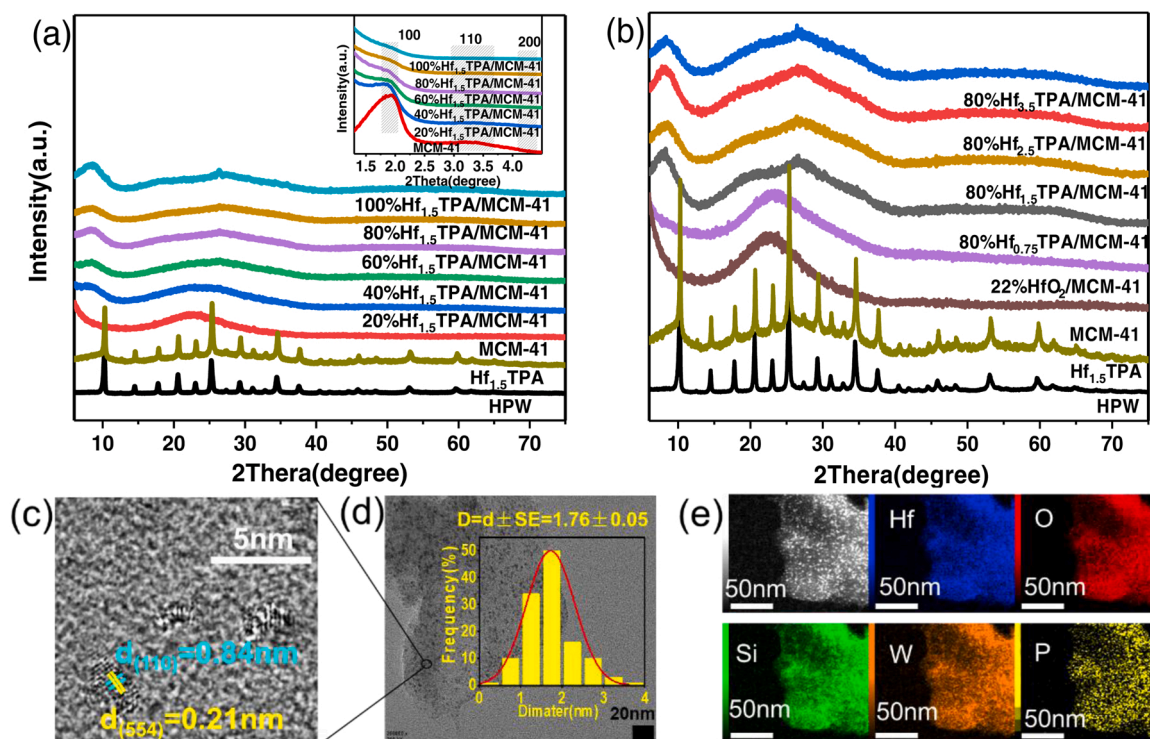 (a)
100 110 200
100%Hf1.5TPA/MCM-41
80%Hf1.5TPA/MCM-41
60%Hf1.5TPA/MCM-41
40%Hf1.5TPA/MCM-41
20%Hf1.5TPA/MCM-41
MCM-41
Intensity(a.u.)
1.5 2.0 2.5 3.0 3.5 4.0
2Theta(degree)
Intensity(a.u.)
100%Hf1.5TPA/MCM-41
80%Hf1.5TPA/MCM-41
60%Hf1.5TPA/MCM-41
40%Hf1.5TPA/MCM-41
20%Hf1.5TPA/MCM-41
MCM-41
Hf1.5TPA
HPW
10 20 30 40 50 60 70
2Thera(degree)
(b)
Intensity(a.u.)
80%Hf3.5TPA/MCM-41
80%Hf2.5TPA/MCM-41
80%Hf1.5TPA/MCM-41
80%Hf0.75TPA/MCM-41
22%HfO2/MCM-41
MCM-41
Hf1.5TPA
HPW
10 20 30 40 50 60 70
2Thera(degree)
(c)
5nm
d(110)=0.84nm
d(554)=0.21nm
(d)
D=d±SE=1.76±0.05
Frequency(%)
50
40
30
20
10
0
0 1 2 3 4
Dimater(nm)
20nm
(e)
50nm
Hf
50nm
O
50nm
Si
50nm
W
50nm
P
50nm